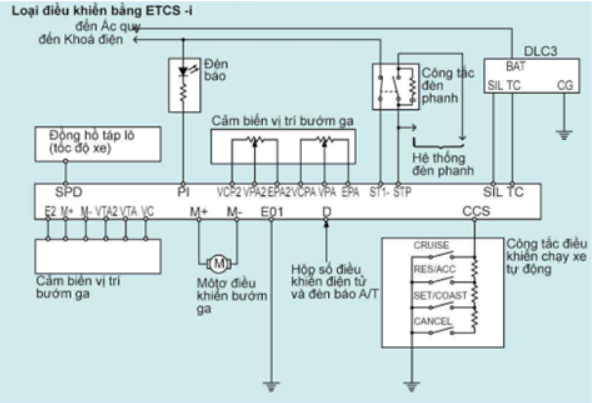 Loại điều khiển bằng ETCS -i
đến Ác quy
đến Khoá điện
DLC3
BAT
SIL TC
CG
Đèn
báo
Công tắc
đèn
phanh
Cảm biến vị trí bướm ga
Đồng hồ táp lô
(tốc độ xe)
Hệ thống
đèn phanh
SPD
PI
VCP2 VPA2 EPA2 VCPA VPA EPA
ST1- STP
SIL TC
E2 M+ M- VTA2 VTA VC
M+ M- E01
D
CCS
M
Cảm biến vị trí
bướm ga
Môtơ điều
khiển bướm
ga
Hộp số điều
khiển điện tử
và đèn báo A/T
CRUISE
RES/ACC
SET/COAST
CANCEL
Công tắc điều
khiển chạy xe
tự động